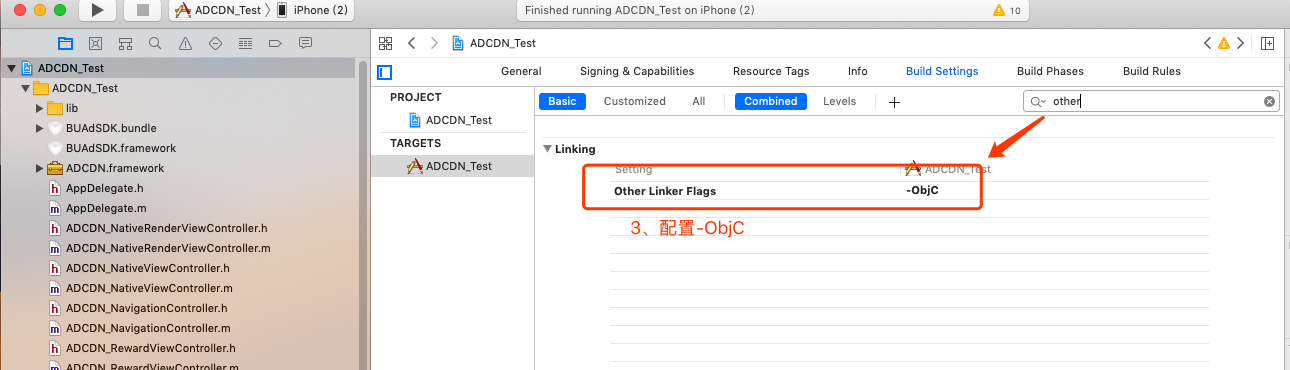 ADCDN_Test iPhone (2)
Finished running ADCDN_Test on iPhone (2)
10
ADCDN_Test
ADCDN_Test
lib
BUAdSDK.bundle
BUAdSDK.framework
ADCDN.framework
AppDelegate.h
AppDelegate.m
ADCDN_NativeRenderViewController.h
ADCDN_NativeRenderViewController.m
ADCDN_NativeViewController.h
ADCDN_NativeViewController.m
ADCDN_NavigationController.h
ADCDN_NavigationController.m
ADCDN_RewardViewController.h
ADCDN_RewardViewController.m
ADCDN_Test
General Signing & Capabilities Resource Tags Info Build Settings Build Phases Build Rules
PROJECT
ADCDN_Test
TARGETS
ADCDN_Test
Basic Customized All Combined Levels + other
Linking
Setting ADCDN_Test
Other Linker Flags -ObjC
3、配置-ObjC